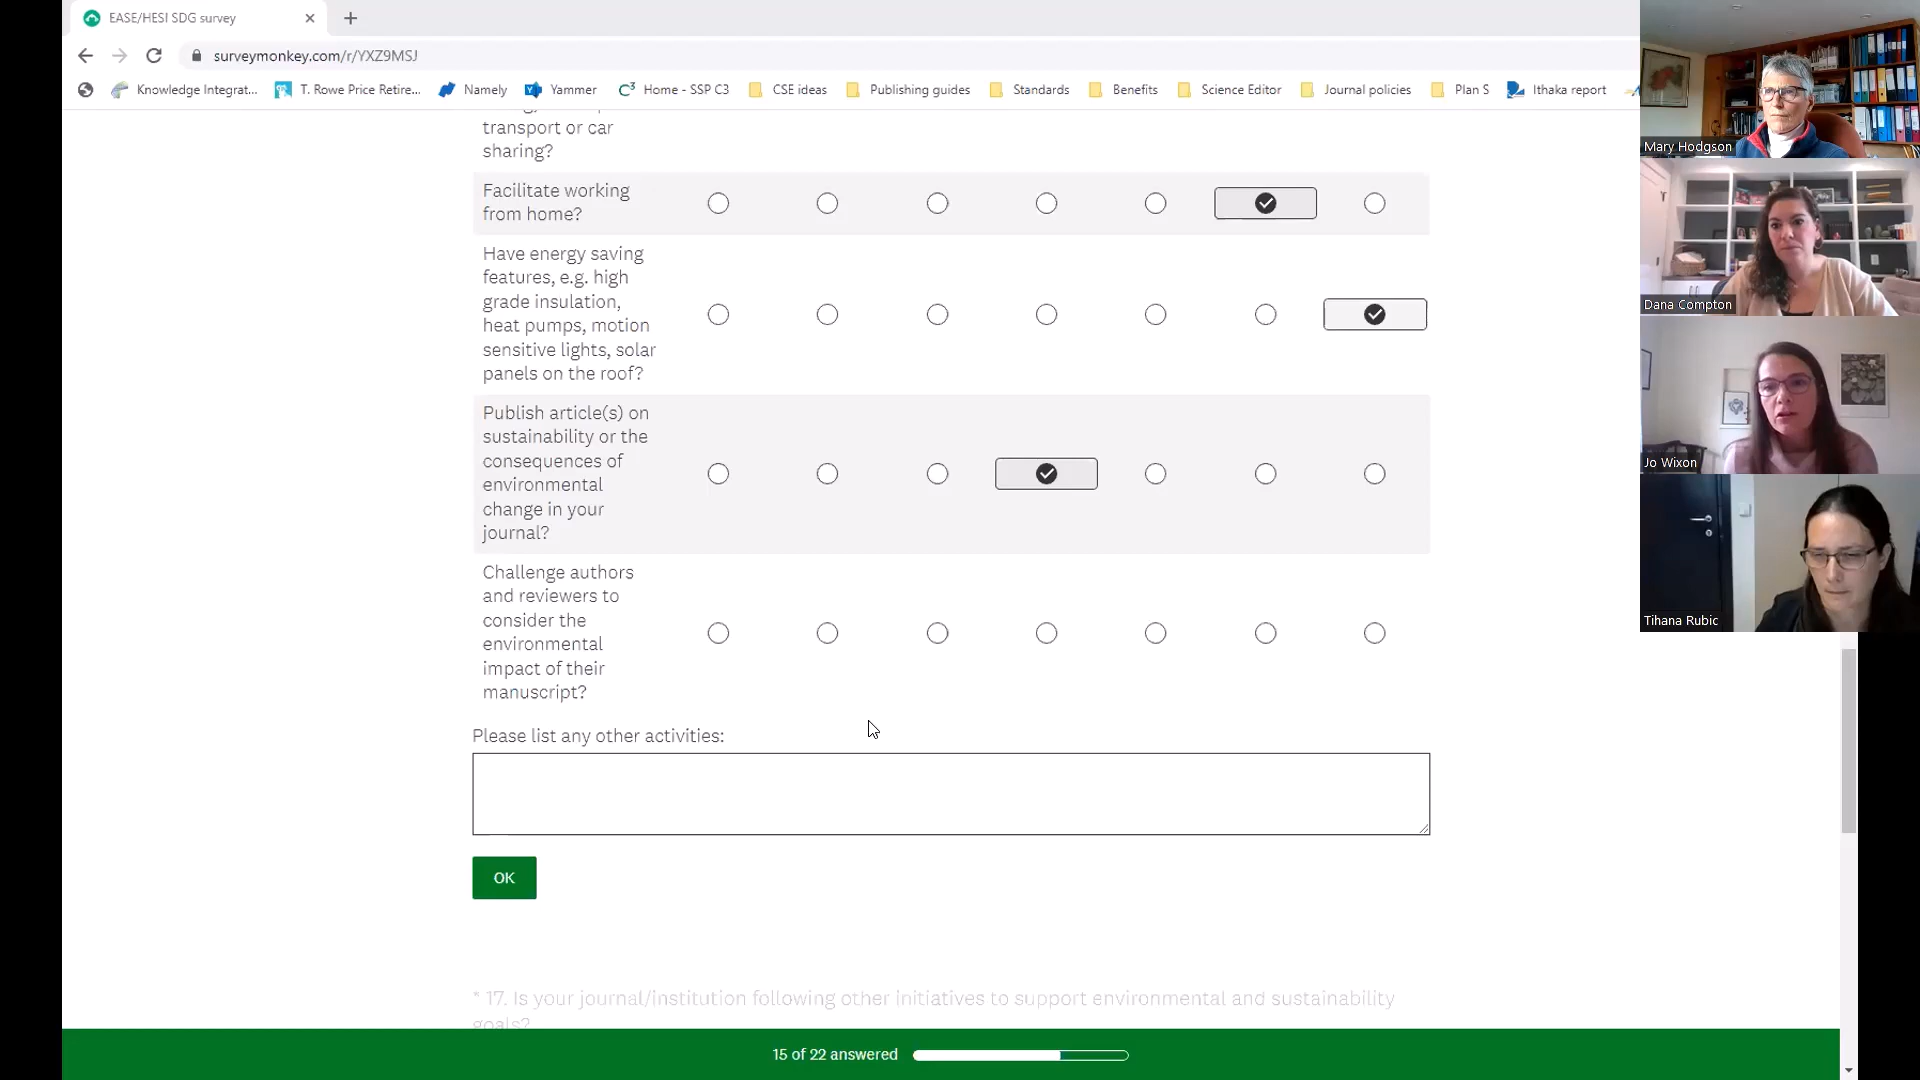 EASE/HESI SDG survey
surveymonkey.com/r/YXZ9MSJ
Knowledge Integrat... T. Rowe Price Retire... Namely Yammer Home - SSP C3 CSE ideas Publishing guides Standards Benefits Science Editor Journal policies Plan S Ithaka report
transport or car
sharing?
Facilitate working
from home?
Have energy saving
features, e.g. high
grade insulation,
heat pumps, motion
sensitive lights, solar
panels on the roof?
Publish article(s) on
sustainability or the
consequences of
environmental
change in your
journal?
Challenge authors
and reviewers to
consider the
environmental
impact of their
manuscript?
Please list any other activities:
OK
* 17. Is your journal/institution following other initiatives to support environmental and sustainability
goals?
15 of 22 answered
Mary Hodgson
Dana Compton
Jo Wixon
Tihana Rubic